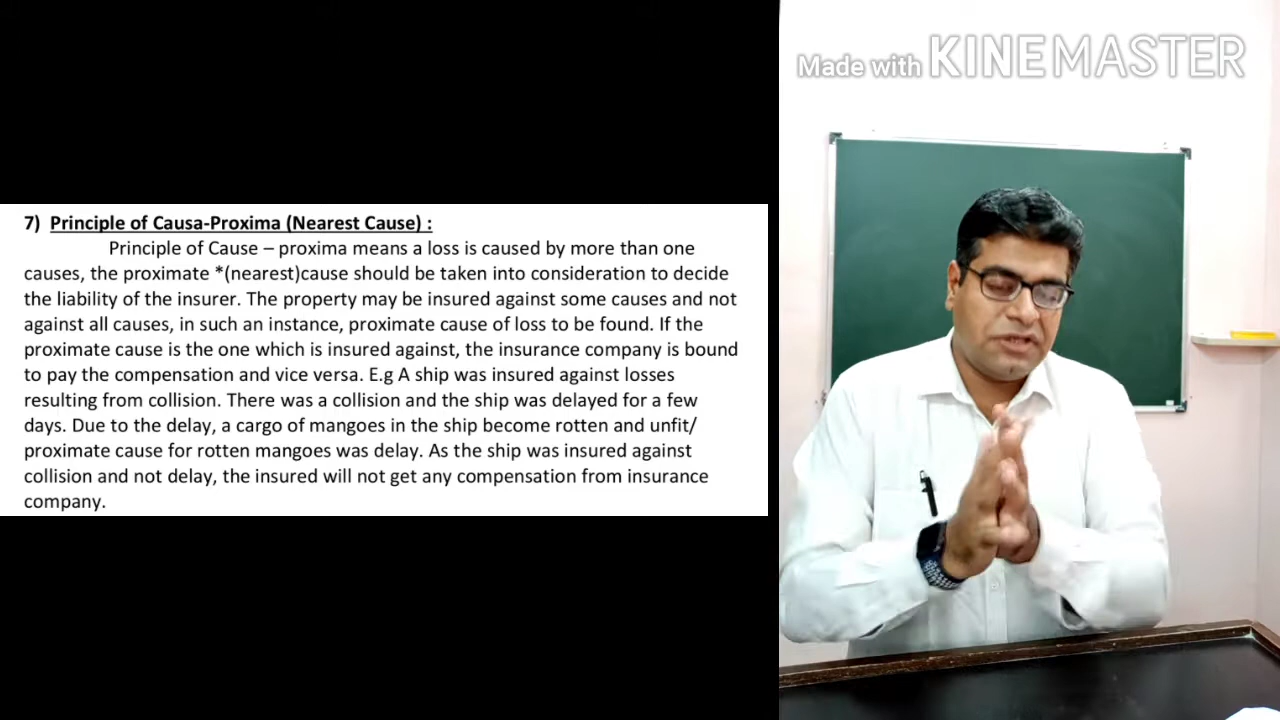 7) Principle of Causa-Proxima (Nearest Cause) :
Principle of Cause – proxima means a loss is caused by more than one
causes, the proximate *(nearest)cause should be taken into consideration to decide
the liability of the insurer. The property may be insured against some causes and not
against all causes, in such an instance, proximate cause of loss to be found. If the
proximate cause is the one which is insured against, the insurance company is bound
to pay the compensation and vice versa. E.g A ship was insured against losses
resulting from collision. There was a collision and the ship was delayed for a few
days. Due to the delay, a cargo of mangoes in the ship become rotten and unfit/
proximate cause for rotten mangoes was delay. As the ship was insured against
collision and not delay, the insured will not get any compensation from insurance
company.
Made with KINEMASTER